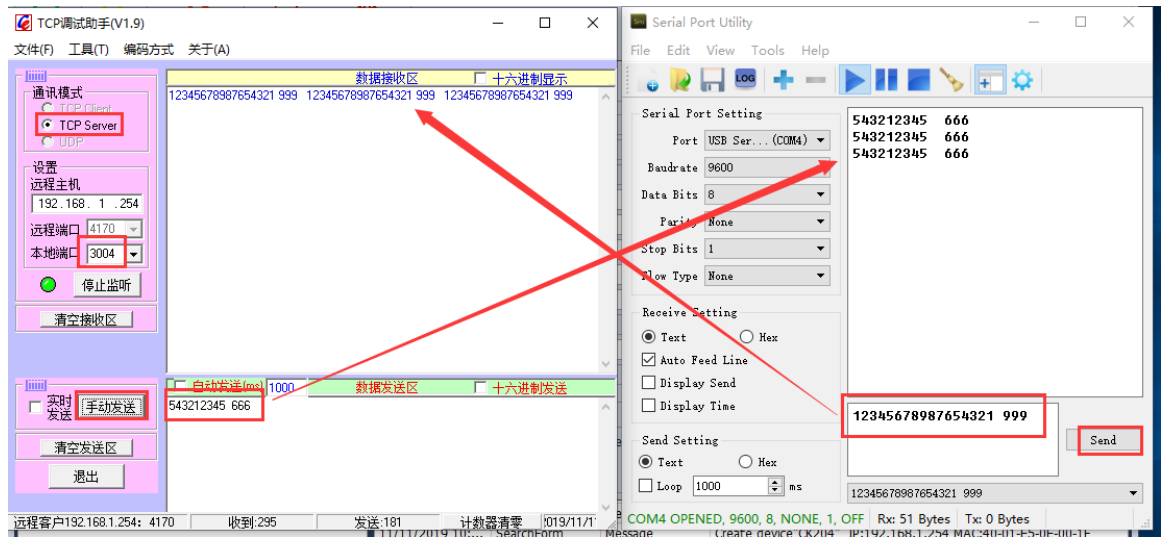 TCP调试助手(V1.9)
文件(F) 工具(T) 编码方式 关于(A)
通讯模式
TCP Client
TCP Server
UDP
设置
远程主机
192.168. 1 .254
远程端口 4170
本地端口 3004
停止监听
清空接收区
数据接收区 十六进制显示
12345678987654321 999 12345678987654321 999 12345678987654321 999
实时发送
手动发送
清空发送区
退出
自动发送(ms) 1000 数据发送区 十六进制发送
543212345 666
远程客户192.168.1.254: 4170 收到:295 发送:181 计数器清零 2019/11/1
Serial Port Utility
File Edit View Tools Help
LOG
Serial Port Setting
Port USB Ser...(COM4)
Baudrate 9600
Data Bits 8
Parity None
Stop Bits 1
Flow Type None
Receive Setting
Text Hex
Auto Feed Line
Display Send
Display Time
Send Setting
Text Hex
Loop 1000 ms
543212345 666
543212345 666
543212345 666
12345678987654321 999
Send
12345678987654321 999
COM4 OPENED, 9600, 8, NONE, 1, OFF Rx: 51 Bytes Tx: 0 Bytes